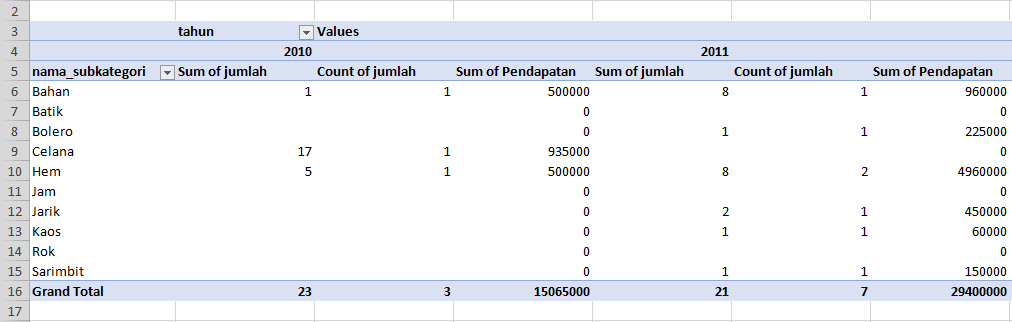 2
3 tahun Values
4 2010 2011
5 nama_subkategori Sum of jumlah Count of jumlah Sum of Pendapatan Sum of jumlah Count of jumlah Sum of Pendapatan
6 Bahan 1 1 500000 8 1 960000
7 Batik 0 0
8 Bolero 0 1 1 225000
9 Celana 17 1 935000 0
10 Hem 5 1 500000 8 2 4960000
11 Jam 0 0
12 Jarik 0 2 1 450000
13 Kaos 0 1 1 60000
14 Rok 0 0
15 Sarimbit 0 1 1 150000
16 Grand Total 23 3 15065000 21 7 29400000
17